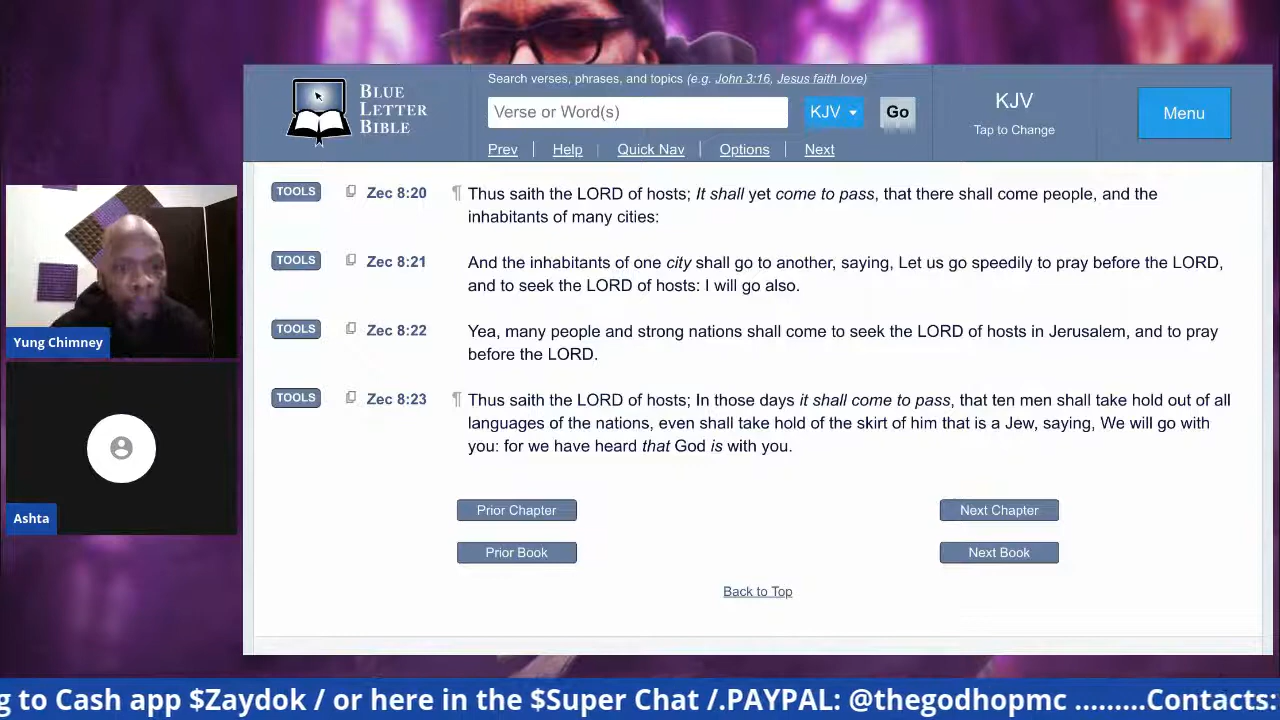 Search verses, phrases, and topics (e.g. John 3:16, Jesus faith love)
BLUE
LETTER
BIBLE
Verse or Word(s)
KJV
Go
KJV
Tap to Change
Menu
Prev | Help | Quick Nav | Options | Next
TOOLS Zec 8:20 ¶ Thus saith the LORD of hosts; It shall yet come to pass, that there shall come people, and the
inhabitants of many cities:
TOOLS Zec 8:21 And the inhabitants of one city shall go to another, saying, Let us go speedily to pray before the LORD,
and to seek the LORD of hosts: I will go also.
TOOLS Zec 8:22 Yea, many people and strong nations shall come to seek the LORD of hosts in Jerusalem, and to pray
before the LORD.
TOOLS Zec 8:23 ¶ Thus saith the LORD of hosts; In those days it shall come to pass, that ten men shall take hold out of all
languages of the nations, even shall take hold of the skirt of him that is a Jew, saying, We will go with
you: for we have heard that God is with you.
Prior Chapter
Next Chapter
Prior Book
Next Book
Back to Top
Yung Chimney
Ashta
g to Cash app $Zaydok / or here in the $Super Chat /.PAYPAL: @thegodhopmc .........Contacts: